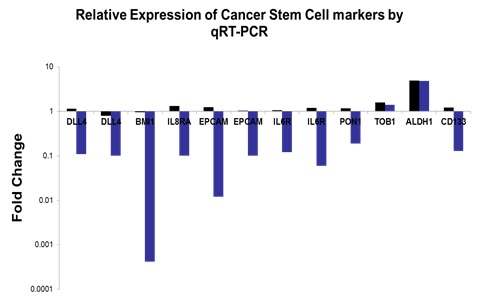 Relative Expression of Cancer Stem Cell markers by
qRT-PCR
Fold Change
10
1
0.1
0.01
0.001
0.0001
DLL4 DLL4 BMI1 IL8RA EPCAM EPCAM IL6R IL6R PON1 TOB1 ALDH1 CD133